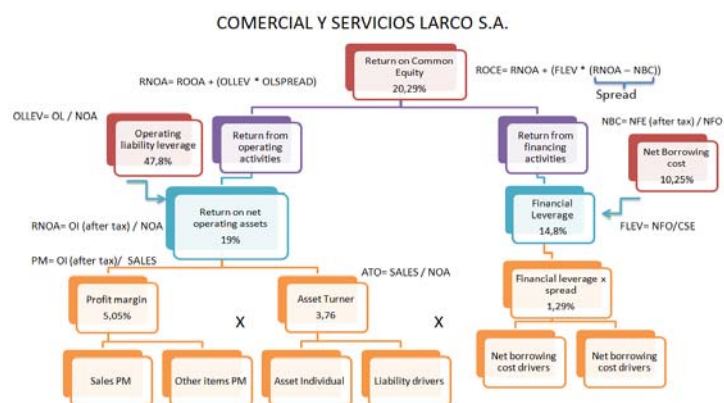 COMERCIAL Y SERVICIOS LARCO S.A.
Return on Common
Equity
20,29%
RNOA= ROOA + (OLLEV * OLSPREAD)
ROCE= RNOA + (FLEV * (RNOA – NBC))
Spread
OLLEV= OL / NOA
NBC= NFE (after tax) / NFO
Operating
liability leverage
47,8%
Return from
operating
activities
Return from
financing
activities
Net Borrowing
cost
10,25%
Return on net
operating assets
19%
Financial
Leverage
14,8%
RNOA= OI (after tax) / NOA
FLEV= NFO/CSE
PM= OI (after tax)/ SALES
ATO= SALES / NOA
Profit margin
5,05%
X
Asset Turner
3,76
X
Financial leverage x
spread
1,29%
Sales PM
Other items PM
Asset Individual
Liability drivers
Net borrowing
cost drivers
Net borrowing
cost drivers